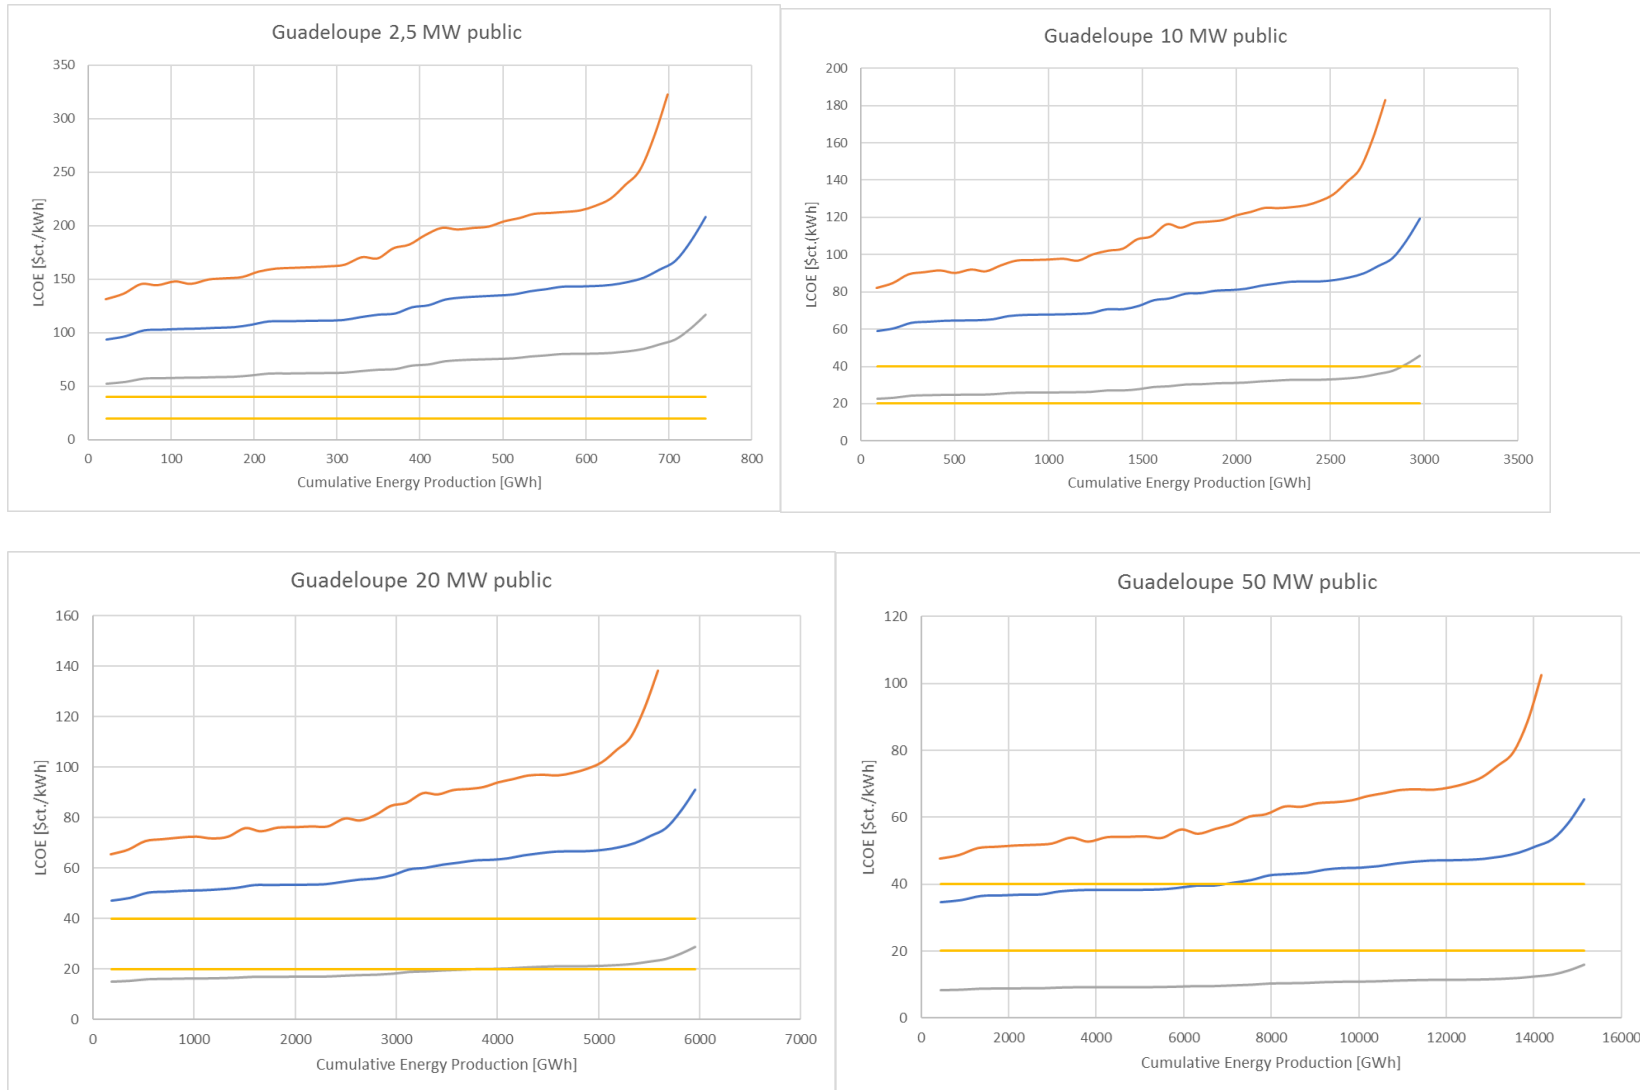 Guadeloupe 2,5 MW public
350
300
250
200
150
100
50
0
LCOE [$ct./kWh]
0 100 200 300 400 500 600 700 800
Cumulative Energy Production [GWh]
Guadeloupe 10 MW public
200
180
160
140
120
100
80
60
40
20
0
LCOE [$ct.(kWh]
0 500 1000 1500 2000 2500 3000 3500
Cumulative Energy Production [GWh]
Guadeloupe 20 MW public
160
140
120
100
80
60
40
20
0
LCOE [$ct./kWh]
0 1000 2000 3000 4000 5000 6000 7000
Cumulative Energy Production [GWh]
Guadeloupe 50 MW public
120
100
80
60
40
20
0
LCOE [$ct./kWh]
0 2000 4000 6000 8000 10000 12000 14000 16000
Cumulative Energy Production [GWh]